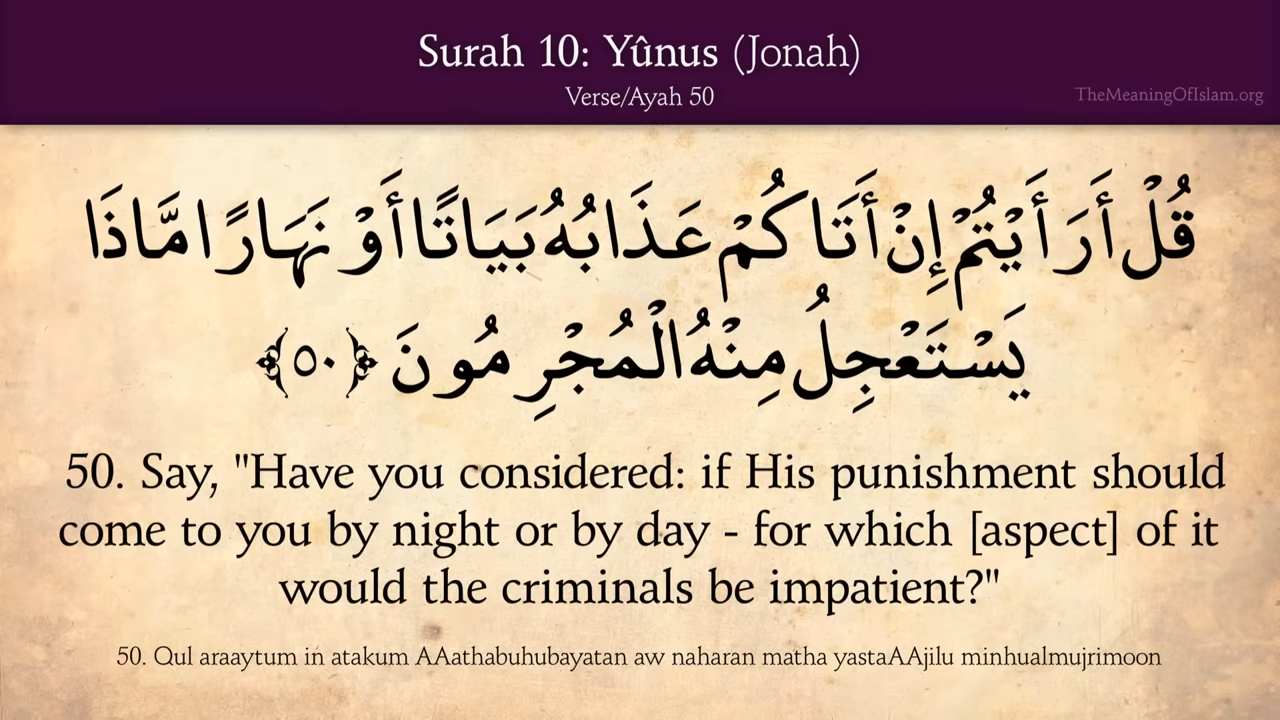 Surah 10: Yûnus (Jonah)
Verse/Ayah 50
TheMeaningOfIslam.org
قُلْ أَرَأَيْتُمْ إِنْ أَتَاكُمْ عَذَابُهُ بَيَاتًا أَوْ نَهَارًا مَّاذَا
يَسْتَعْجِلُ مِنْهُ الْمُجْرِمُونَ ﴿٥٠﴾
50. Say, "Have you considered: if His punishment should
come to you by night or by day - for which [aspect] of it
would the criminals be impatient?"
50. Qul araaytum in atakum AAathabuhubayatan aw naharan matha yastaAAjilu minhualmujrimoon